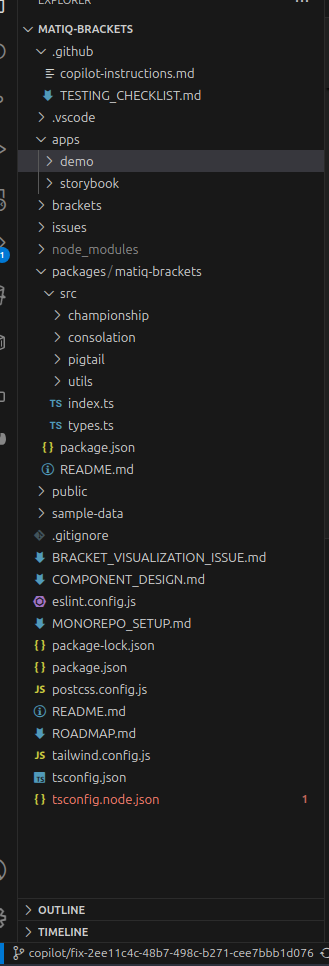 EXPLORER
MATIQ-BRACKETS
.github
copilot-instructions.md
TESTING_CHECKLIST.md
.vscode
apps
demo
storybook
brackets
issues
node_modules
packages / matiq-brackets
src
championship
consolation
pigtail
utils
TS index.ts
TS types.ts
{ } package.json
README.md
public
sample-data
.gitignore
BRACKET_VISUALIZATION_ISSUE.md
COMPONENT_DESIGN.md
eslint.config.js
MONOREPO_SETUP.md
{ } package-lock.json
{ } package.json
JS postcss.config.js
README.md
ROADMAP.md
JS tailwind.config.js
TS tsconfig.json
{ } tsconfig.node.json 1
1
OUTLINE
TIMELINE
copilot/fix-2ee11c4c-48b7-498c-b271-cee7bbb1d076